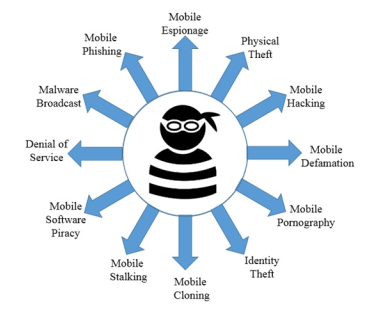 Mobile
Espionage
Physical
Theft
Mobile
Hacking
Mobile
Defamation
Mobile
Pornography
Identity
Theft
Mobile
Cloning
Mobile
Stalking
Mobile
Software
Piracy
Denial of
Service
Malware
Broadcast
Mobile
Phishing